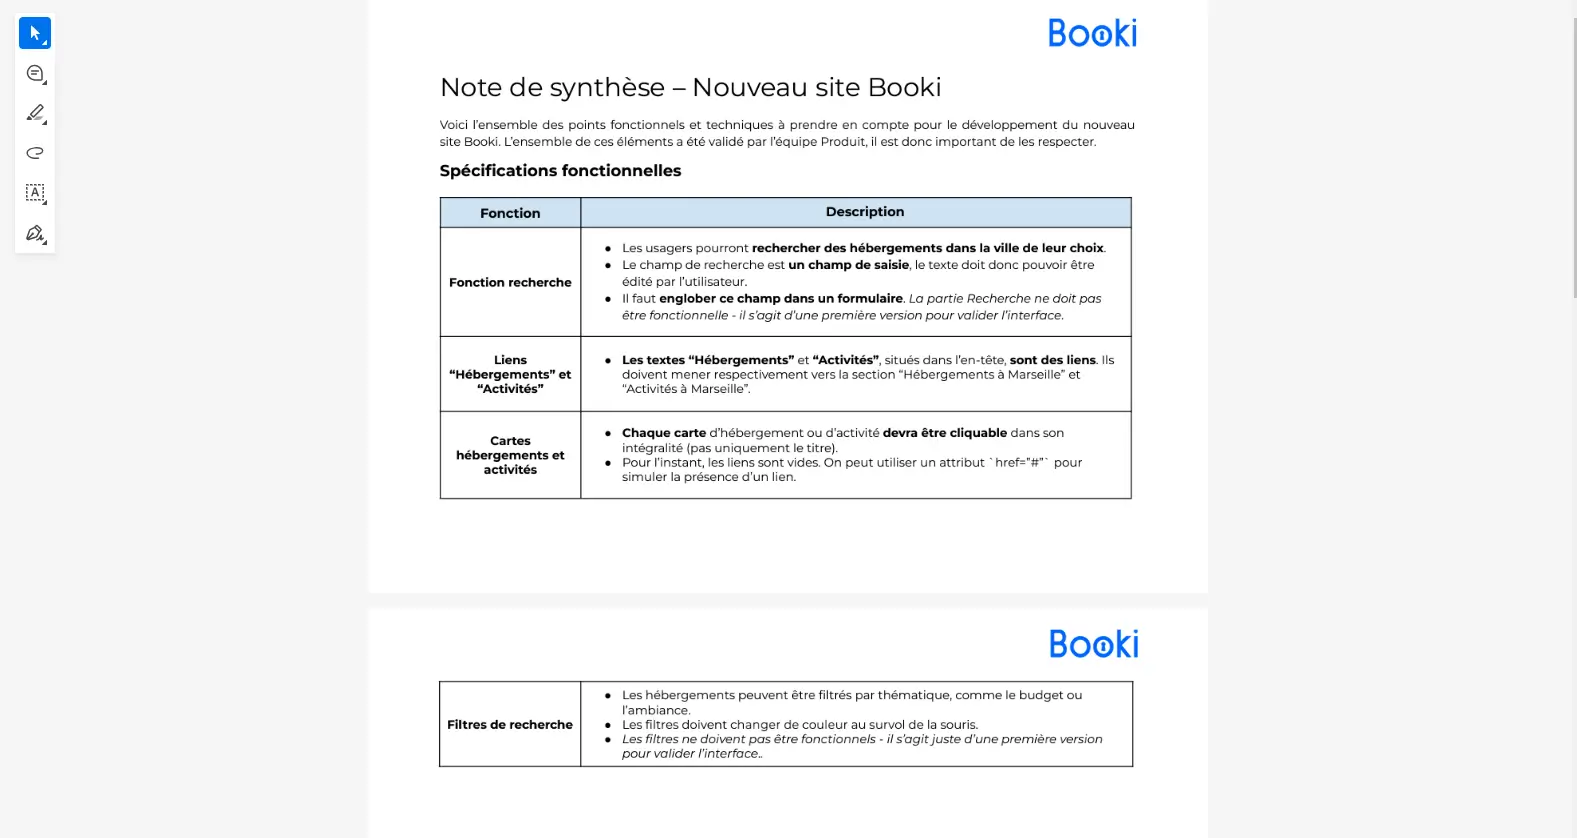 Booki
Note de synthèse – Nouveau site Booki
Voici l’ensemble des points fonctionnels et techniques à prendre en compte pour le développement du nouveau
site Booki. L’ensemble de ces éléments a été validé par l’équipe Produit, il est donc important de les respecter.
Spécifications fonctionnelles
Fonction
Description
Fonction recherche
● Les usagers pourront rechercher des hébergements dans la ville de leur choix.
● Le champ de recherche est un champ de saisie, le texte doit donc pouvoir être
édité par l’utilisateur.
● Il faut englober ce champ dans un formulaire. La partie Recherche ne doit pas
être fonctionnelle - il s’agit d’une première version pour valider l’interface.
Liens
“Hébergements” et
“Activités”
● Les textes “Hébergements” et “Activités”, situés dans l’en-tête, sont des liens. Ils
doivent mener respectivement vers la section “Hébergements à Marseille” et
“Activités à Marseille”.
Cartes
hébergements et
activités
● Chaque carte d’hébergement ou d’activité devra être cliquable dans son
intégralité (pas uniquement le titre).
● Pour l’instant, les liens sont vides. On peut utiliser un attribut `href=”#”` pour
simuler la présence d’un lien.
Booki
Filtres de recherche
● Les hébergements peuvent être filtrés par thématique, comme le budget ou
l’ambiance.
● Les filtres doivent changer de couleur au survol de la souris.
● Les filtres ne doivent pas être fonctionnels - il s’agit juste d’une première version
pour valider l’interface..